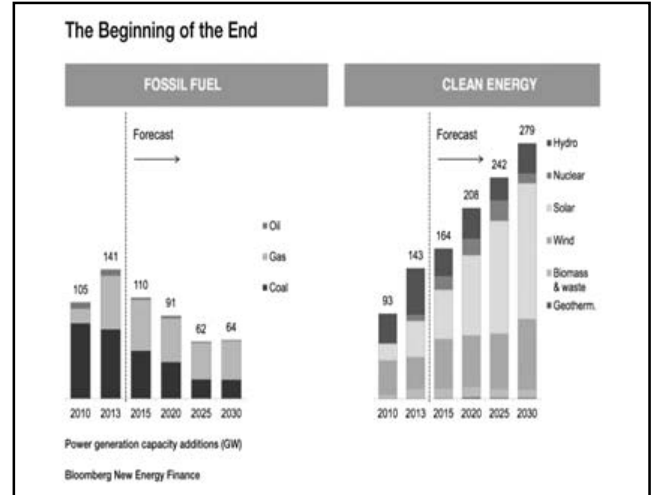 The Beginning of the End
FOSSIL FUEL
Forecast
105
141
110
91
62
64
Oil
Gas
Coal
2010 2013 2015 2020 2025 2030
CLEAN ENERGY
Forecast
93
143
164
208
242
279
Hydro
Nuclear
Solar
Wind
Biomass
& waste
Geotherm.
2010 2013 2015 2020 2025 2030
Power generation capacity additions (GW)
Bloomberg New Energy Finance